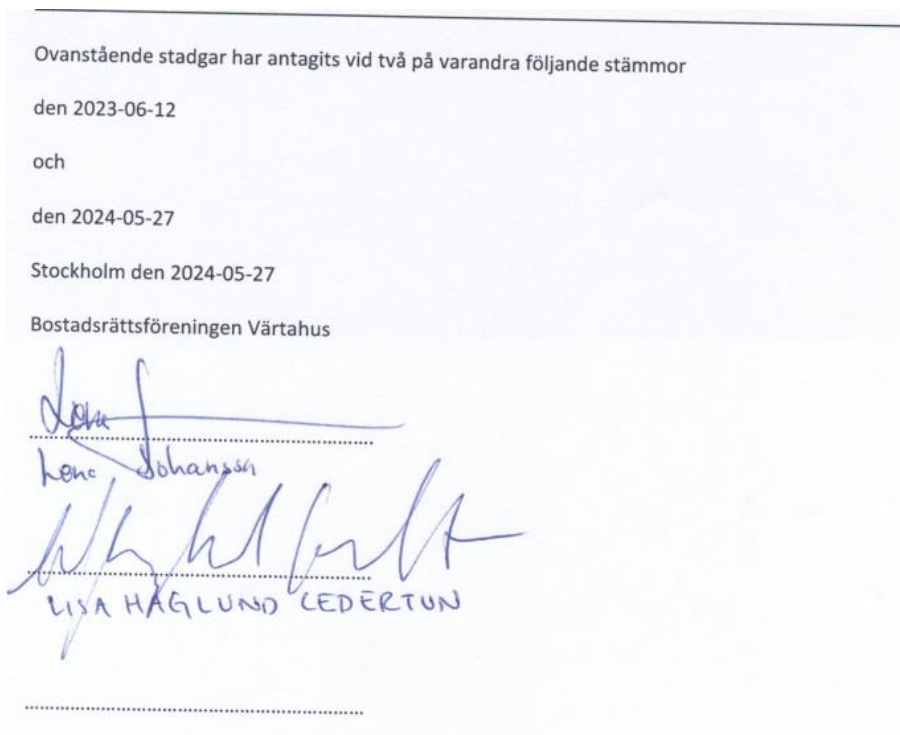 Ovanstående stadgar har antagits vid två på varandra följande stämmor
den 2023-06-12
och
den 2024-05-27
Stockholm den 2024-05-27
Bostadsrättsföreningen Värtahus
Lena Johansson
LISA HAGLUND CEDERTUN